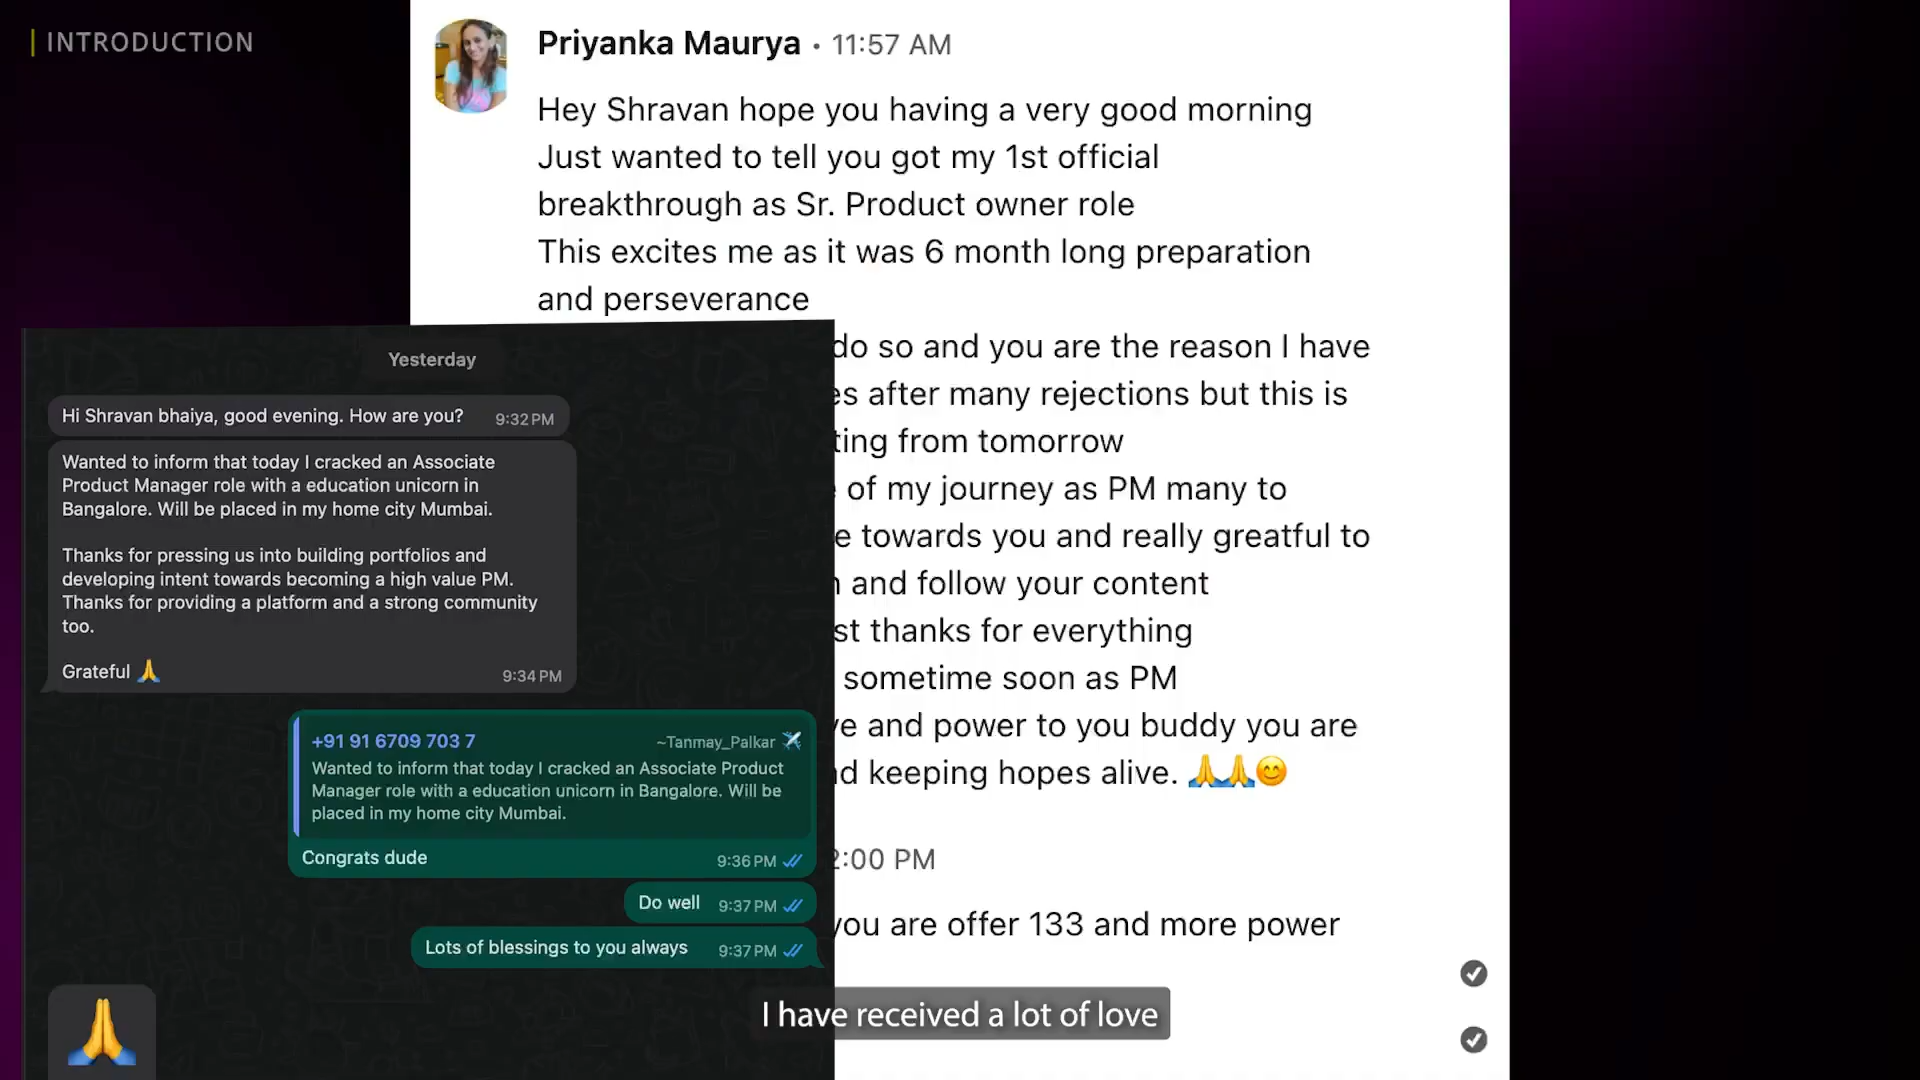 INTRODUCTION
Priyanka Maurya • 11:57 AM
Hey Shravan hope you having a very good morning
Just wanted to tell you got my 1st official
breakthrough as Sr. Product owner role
This excites me as it was 6 month long preparation
and perseverance
do so and you are the reason I have
after many rejections but this is
from tomorrow
of my journey as PM many to
towards you and really greatful to
and follow your content
thanks for everything
sometime soon as PM
and power to you buddy you are
keeping hopes alive. 🙏🙏😊
:00 PM
you are offer 133 and more power
Yesterday
Hi Shravan bhaiya, good evening. How are you? 9:32 PM
Wanted to inform that today I cracked an Associate
Product Manager role with a education unicorn in
Bangalore. Will be placed in my home city Mumbai.
Thanks for pressing us into building portfolios and
developing intent towards becoming a high value PM.
Thanks for providing a platform and a strong community
too.
Grateful 🙏 9:34 PM
+91 91 6709 703 7 ~Tanmay_Palkar ✈️
Wanted to inform that today I cracked an Associate Product
Manager role with a education unicorn in Bangalore. Will be
placed in my home city Mumbai.
Congrats dude 9:36 PM
Do well 9:37 PM
Lots of blessings to you always 9:37 PM
🙏
I have received a lot of love